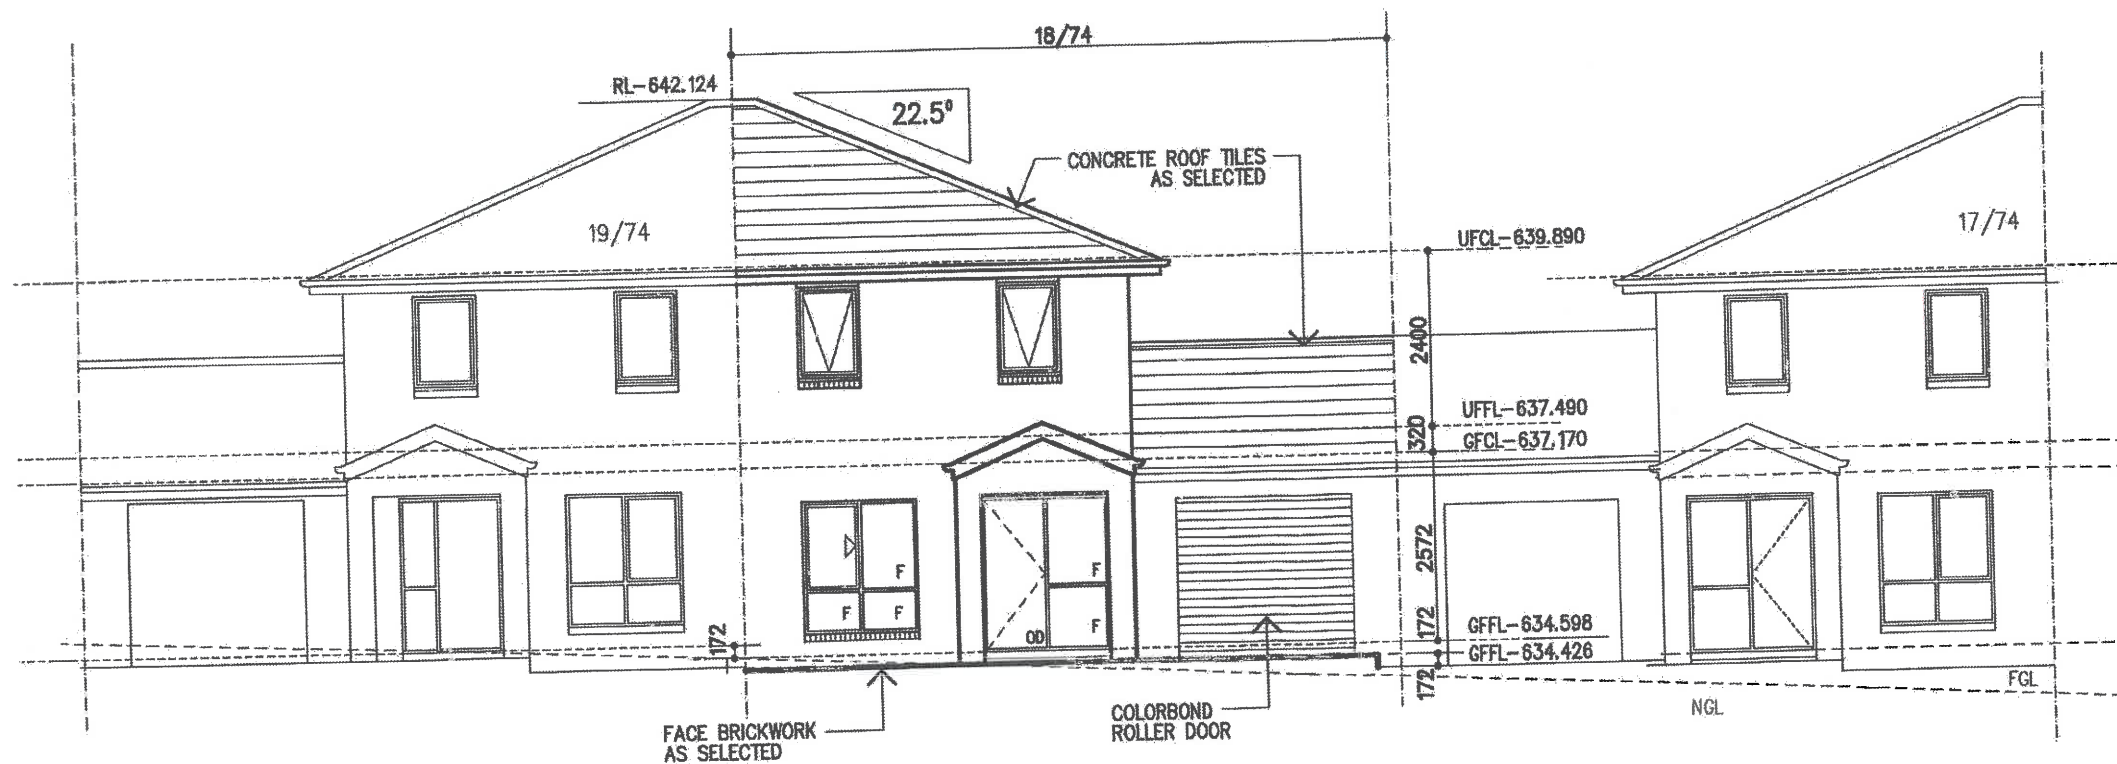 18/74
RL-642.124
22.5°
CONCRETE ROOF TILES
AS SELECTED
19/74
17/74
UFCL-639.890
2400
UFFL-637.490
320
GFCL-637.170
2572
F
F
F
F
F
OD
172
172
GFFL-634.598
GFFL-634.426
172
FGL
NGL
FACE BRICKWORK
AS SELECTED
COLORBOND
ROLLER DOOR